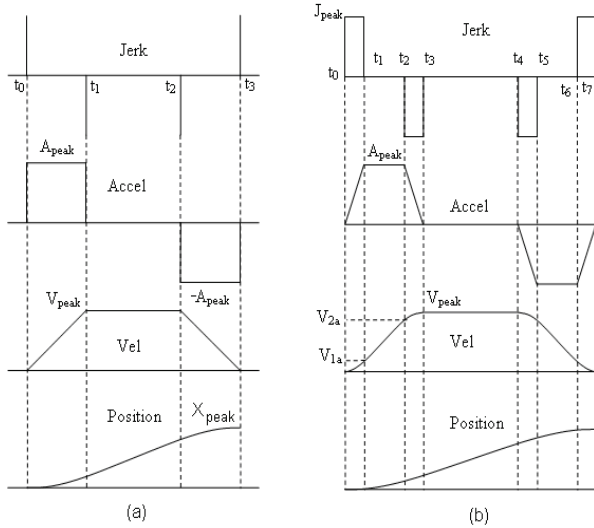 Jerk
t0 t1 t2 t3
Apeak
Accel
-Apeak
Vpeak
Vel
Position
Xpeak
(a)
Jpeak
Jerk
t0 t1 t2 t3 t4 t5 t6 t7
Apeak
Accel
Vpeak
V2a
V1a
Vel
Position
(b)